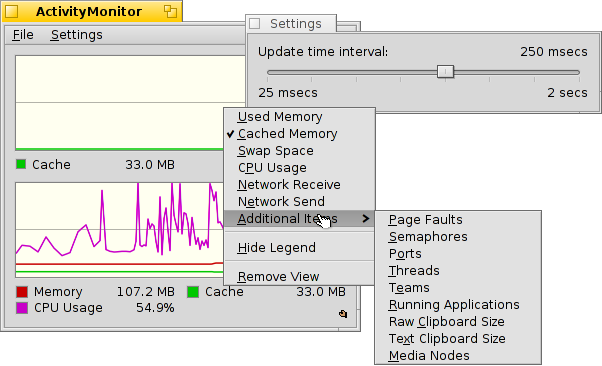 ActivityMonitor
File Settings
Settings
Update time interval: 250 msecs
25 msecs 2 secs
Cache 33.0 MB
Used Memory
Cached Memory
Swap Space
CPU Usage
Network Receive
Network Send
Additional Items
Hide Legend
Remove View
Page Faults
Semaphores
Ports
Threads
Teams
Running Applications
Raw Clipboard Size
Text Clipboard Size
Media Nodes
Memory 107.2 MB Cache 33.0 MB
CPU Usage 54.9%